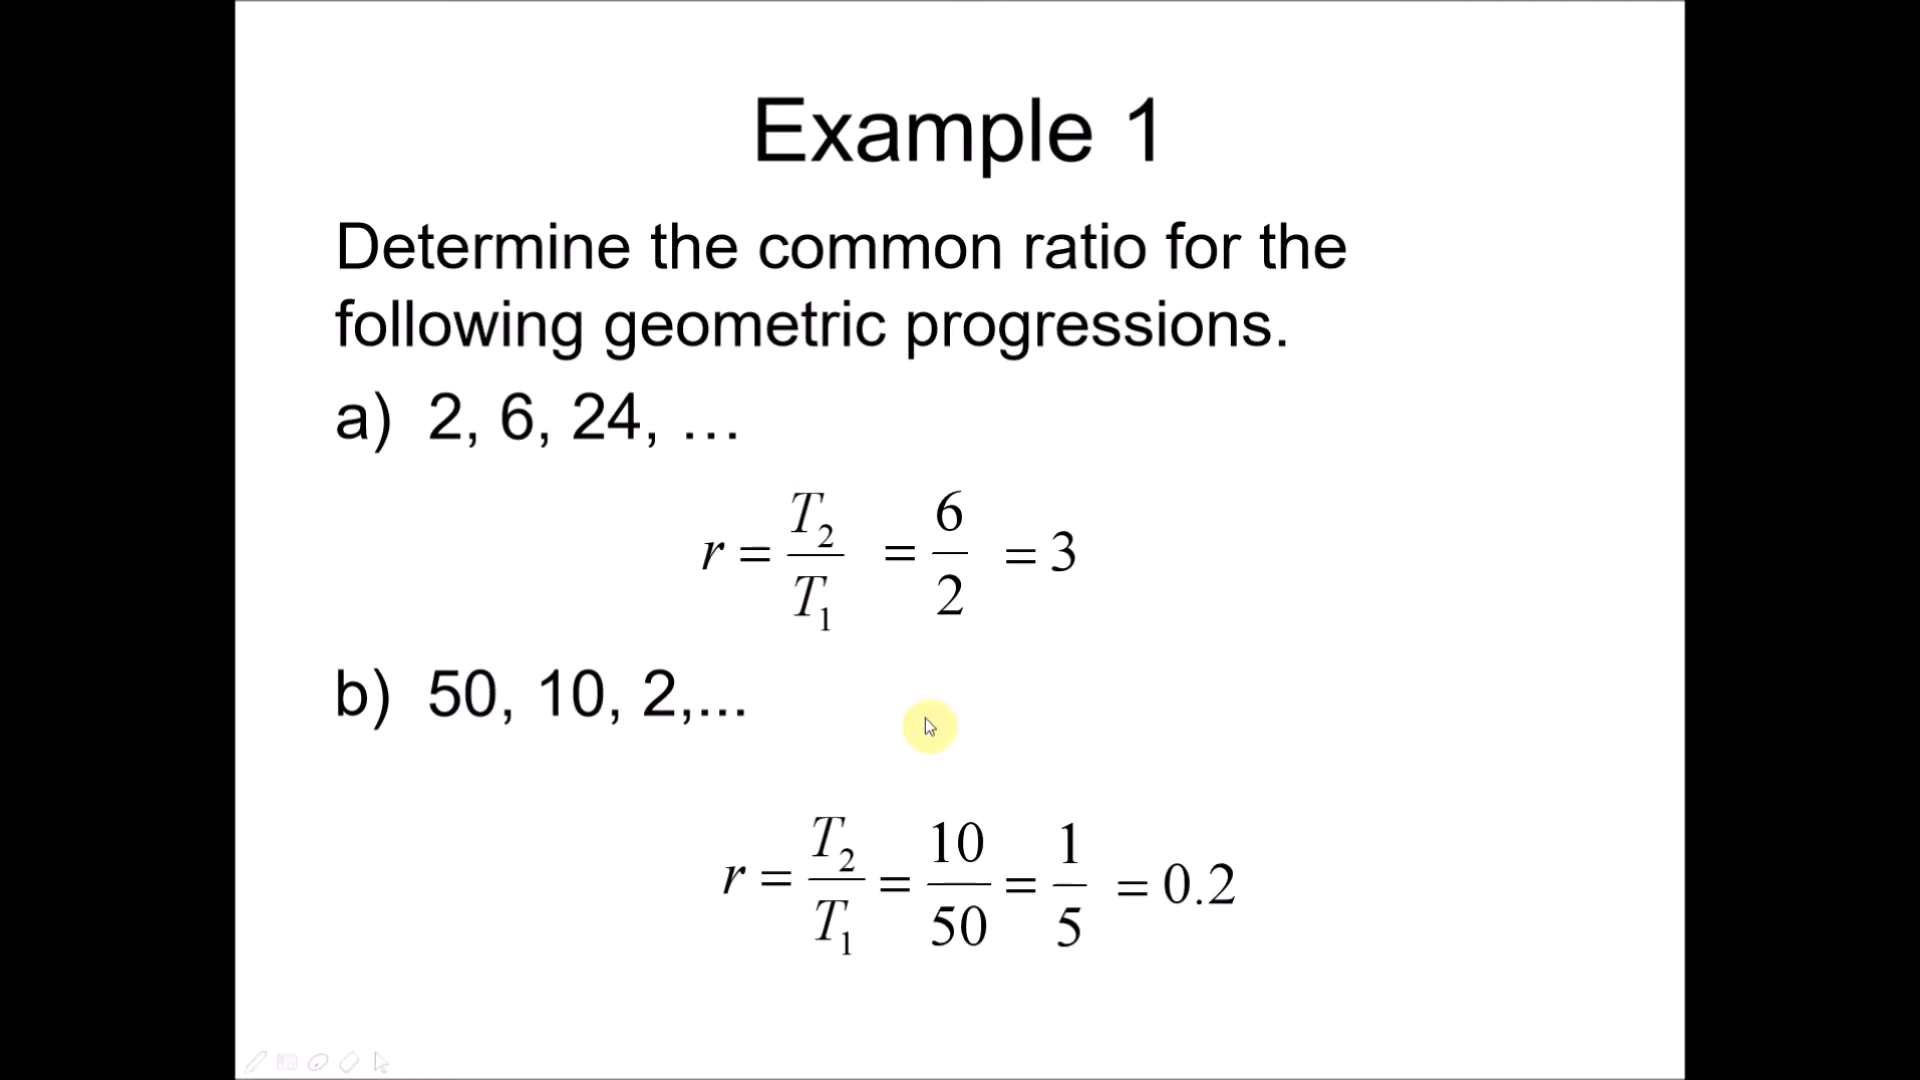 Example 1
Determine the common ratio for the
following geometric progressions.
a) 2, 6, 24, …
r = T₂/T₁ = 6/2 = 3
b) 50, 10, 2,...
r = T₂/T₁ = 10/50 = 1/5 = 0.2